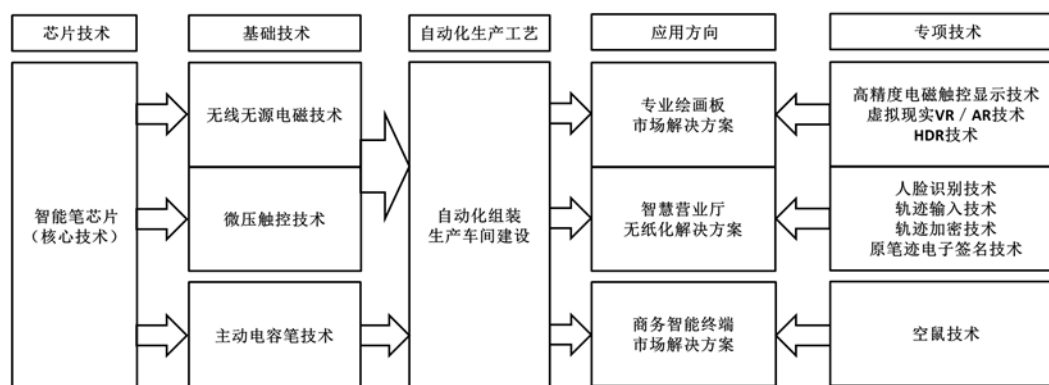 芯片技术
基础技术
自动化生产工艺
应用方向
专项技术
智能笔芯片
（核心技术）
无线无源电磁技术
微压触控技术
主动电容笔技术
自动化组装
生产车间建设
专业绘画板
市场解决方案
智慧营业厅
无纸化解决方案
商务智能终端
市场解决方案
高精度电磁触控显示技术
虚拟现实VR / AR技术
HDR技术
人脸识别技术
轨迹输入技术
轨迹加密技术
原笔迹电子签名技术
空鼠技术